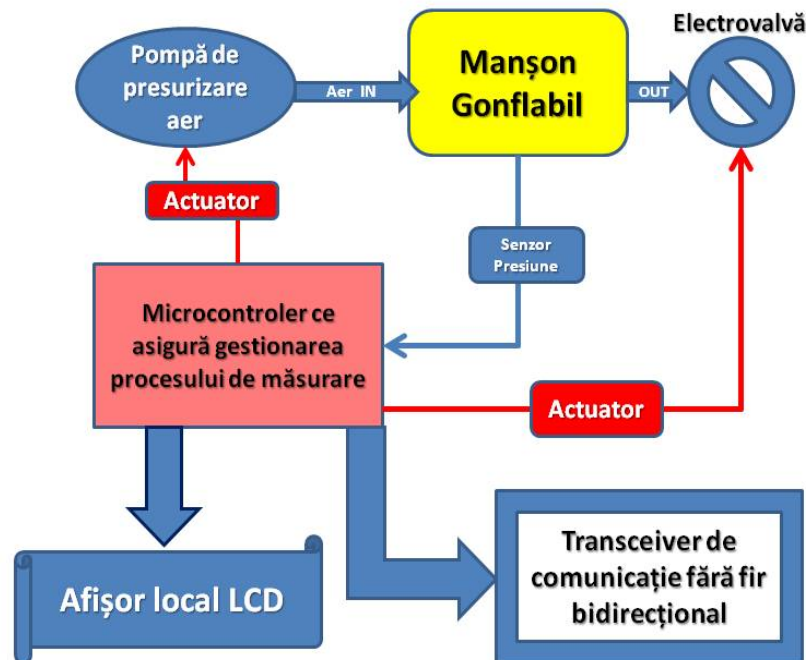 Electrovalvă
Pompă de
presurizare
aer
Aer IN
Manșon
Gonflabil
OUT
Actuator
Senzor
Presiune
Microcontroler ce
asigură gestionarea
procesului de măsurare
Actuator
Afișor local LCD
Transceiver de
comunicație fără fir
bidirecțional